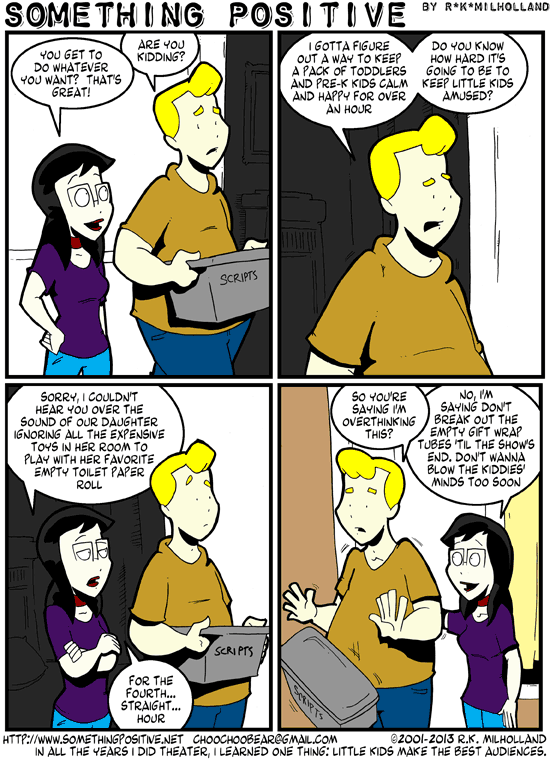 SOMETHING POSITIVE BY R*K*MILHOLLAND
YOU GET TO
DO WHATEVER
YOU WANT? THAT'S
GREAT!
ARE YOU
KIDDING?
SCRIPTS
I GOTTA FIGURE
OUT A WAY TO KEEP
A PACK OF TODDLERS
AND PRE-K KIDS CALM
AND HAPPY FOR OVER
AN HOUR
DO YOU KNOW
HOW HARD IT'S
GOING TO BE TO
KEEP LITTLE KIDS
AMUSED?
SORRY, I COULDN'T
HEAR YOU OVER THE
SOUND OF OUR DAUGHTER
IGNORING ALL THE EXPENSIVE
TOYS IN HER ROOM TO
PLAY WITH HER FAVORITE
EMPTY TOILET PAPER
ROLL
SCRIPTS
FOR THE
FOURTH...
STRAIGHT...
HOUR
SO YOU'RE
SAYING I'M
OVERTHINKING
THIS?
NO, I'M
SAYING DON'T
BREAK OUT THE
EMPTY GIFT WRAP
TUBES 'TIL THE SHOW'S
END. DON'T WANNA
BLOW THE KIDDIES'
MINDS TOO SOON
SCRIPTS
HTTP://WWW.SOMETHINGPOSITIVE.NET CHOOCHOOBEAR@GMAIL.COM ©2001-2013 R.K. MILHOLLAND
IN ALL THE YEARS I DID THEATER, I LEARNED ONE THING: LITTLE KIDS MAKE THE BEST AUDIENCES.